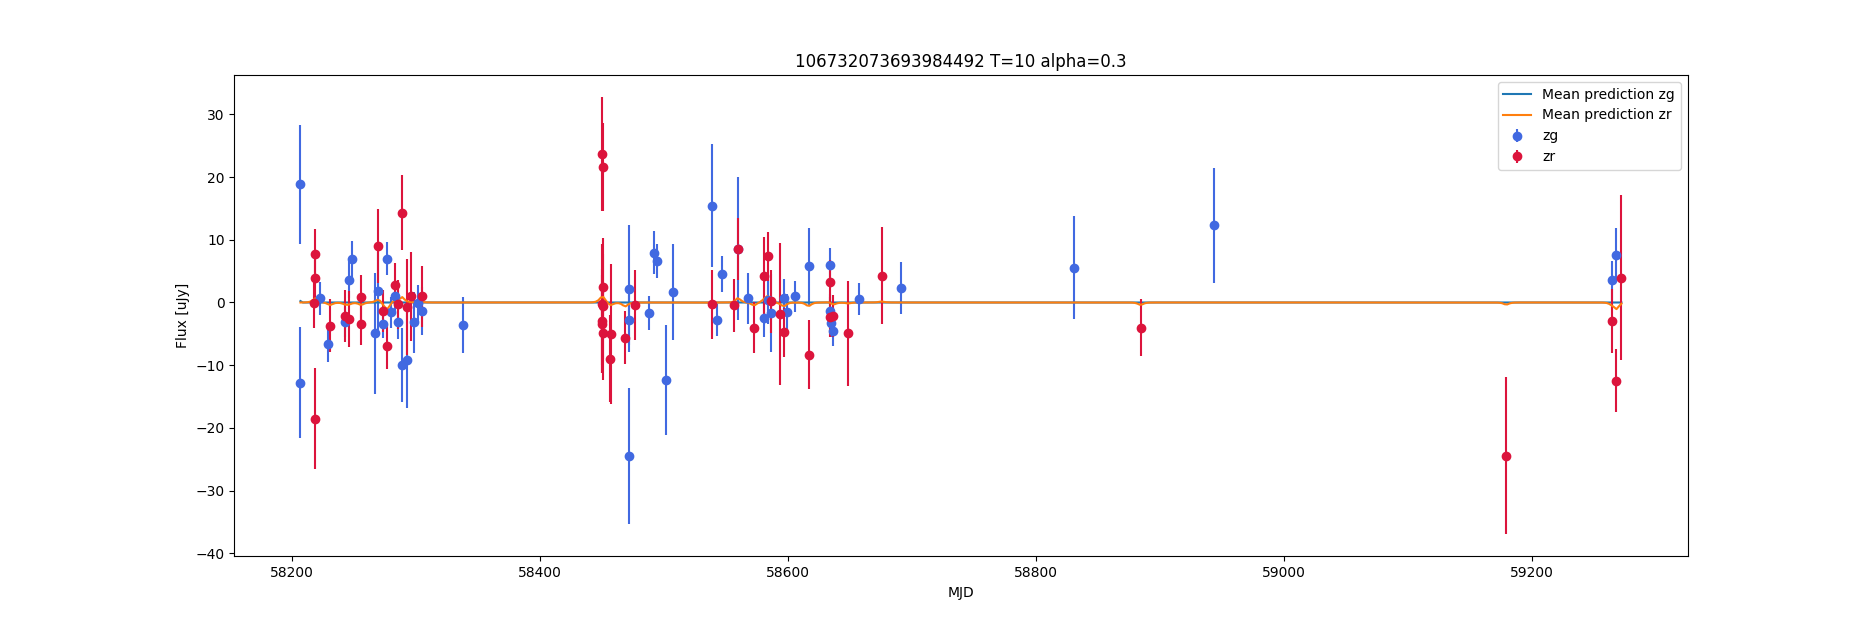 106732073693984492 T=10 alpha=0.3
Mean prediction zg
Mean prediction zr
zg
zr
Flux [uJy]
30
20
10
0
−10
−20
−30
−40
58200
58400
58600
58800
59000
59200
MJD